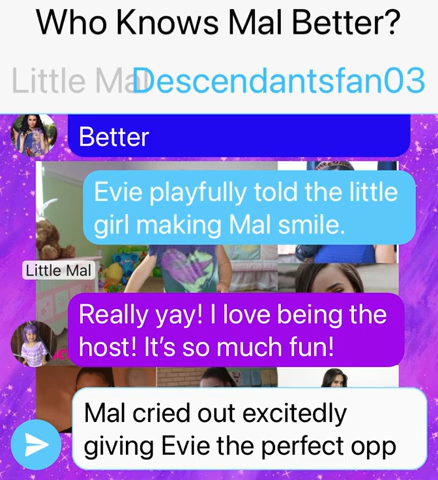 Who Knows Mal Better?
Little Mal Descendantsfan03
Better
Evie playfully told the little
girl making Mal smile.
Little Mal
Really yay! I love being the
host! It's so much fun!
Mal cried out excitedly
giving Evie the perfect opp